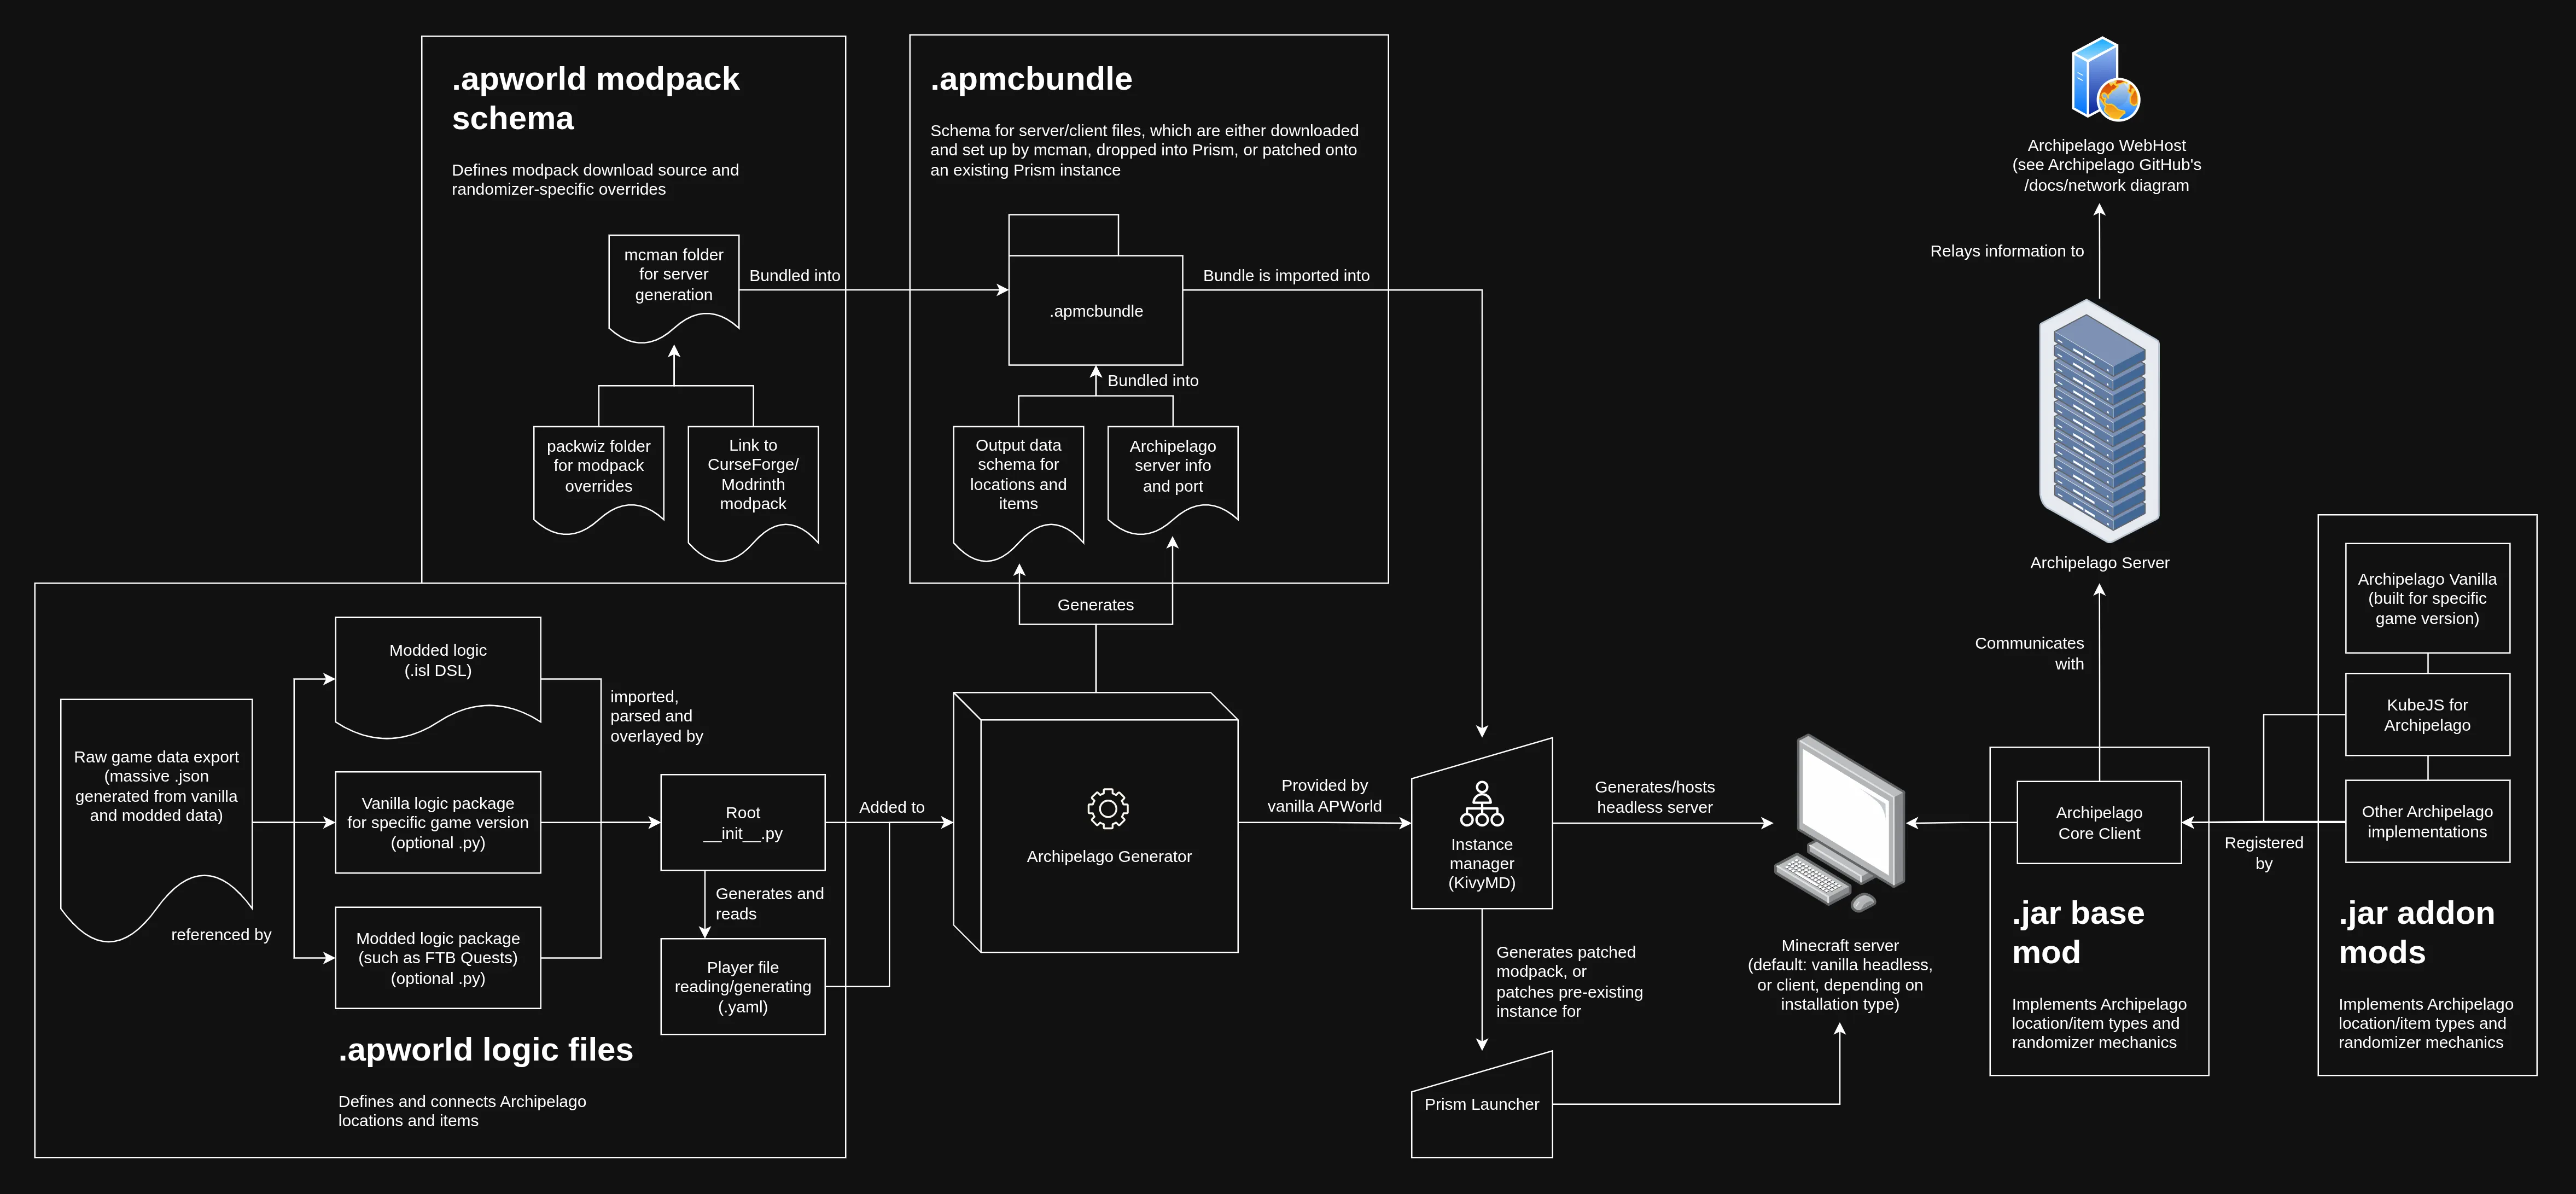 .apworld modpack
schema
Defines modpack download source and
randomizer-specific overrides
mcman folder
for server
generation
Bundled into
packwiz folder
for modpack
overrides
Link to
CurseForge/
Modrinth
modpack
.apmcbundle
Schema for server/client files, which are either downloaded
and set up by mcman, dropped into Prism, or patched onto
an existing Prism instance
.apmcbundle
Bundle is imported into
Bundled into
Output data
schema for
locations and
items
Archipelago
server info
and port
Generates
Raw game data export
(massive .json
generated from vanilla
and modded data)
referenced by
Modded logic
(.isl DSL)
Vanilla logic package
for specific game version
(optional .py)
Modded logic package
(such as FTB Quests)
(optional .py)
imported,
parsed and
overlayed by
Root
__init__.py
Added to
Generates and
reads
Player file
reading/generating
(.yaml)
.apworld logic files
Defines and connects Archipelago
locations and items
Archipelago Generator
Provided by
vanilla APWorld
Instance
manager
(KivyMD)
Generates/hosts
headless server
Generates patched
modpack, or
patches pre-existing
instance for
Prism Launcher
Minecraft server
(default: vanilla headless,
or client, depending on
installation type)
Archipelago WebHost
(see Archipelago GitHub's
/docs/network diagram
Relays information to
Archipelago Server
Communicates
with
Archipelago
Core Client
.jar base
mod
Implements Archipelago
location/item types and
randomizer mechanics
Registered
by
Archipelago Vanilla
(built for specific
game version)
KubeJS for
Archipelago
Other Archipelago
implementations
.jar addon
mods
Implements Archipelago
location/item types and
randomizer mechanics